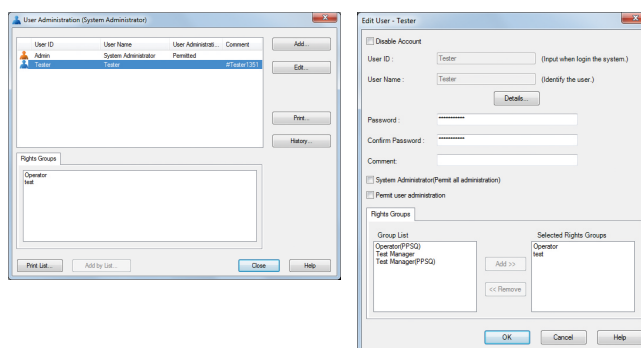 User Administration (System Administrator)
User ID User Name User Administrati... Comment
Admin System Administrator Permitted
Tester Tester #Tester1351
Add...
Edit...
Print...
History...
Rights Groups
Operator
test
Print List... Add by List... Close Help
Edit User - Tester
Disable Account
User ID : Tester (Input when login the system.)
User Name : Tester (Identify the user.)
Details...
Password : ***********
Confirm Password : ***********
Comment:
System Administrator(Permit all administration)
Permit user administration
Rights Groups
Group List Selected Rights Groups
Operator(PPSQ) Operator
Test Manager test
Test Manager(PPSQ)
Add >>
<< Remove
OK Cancel Help